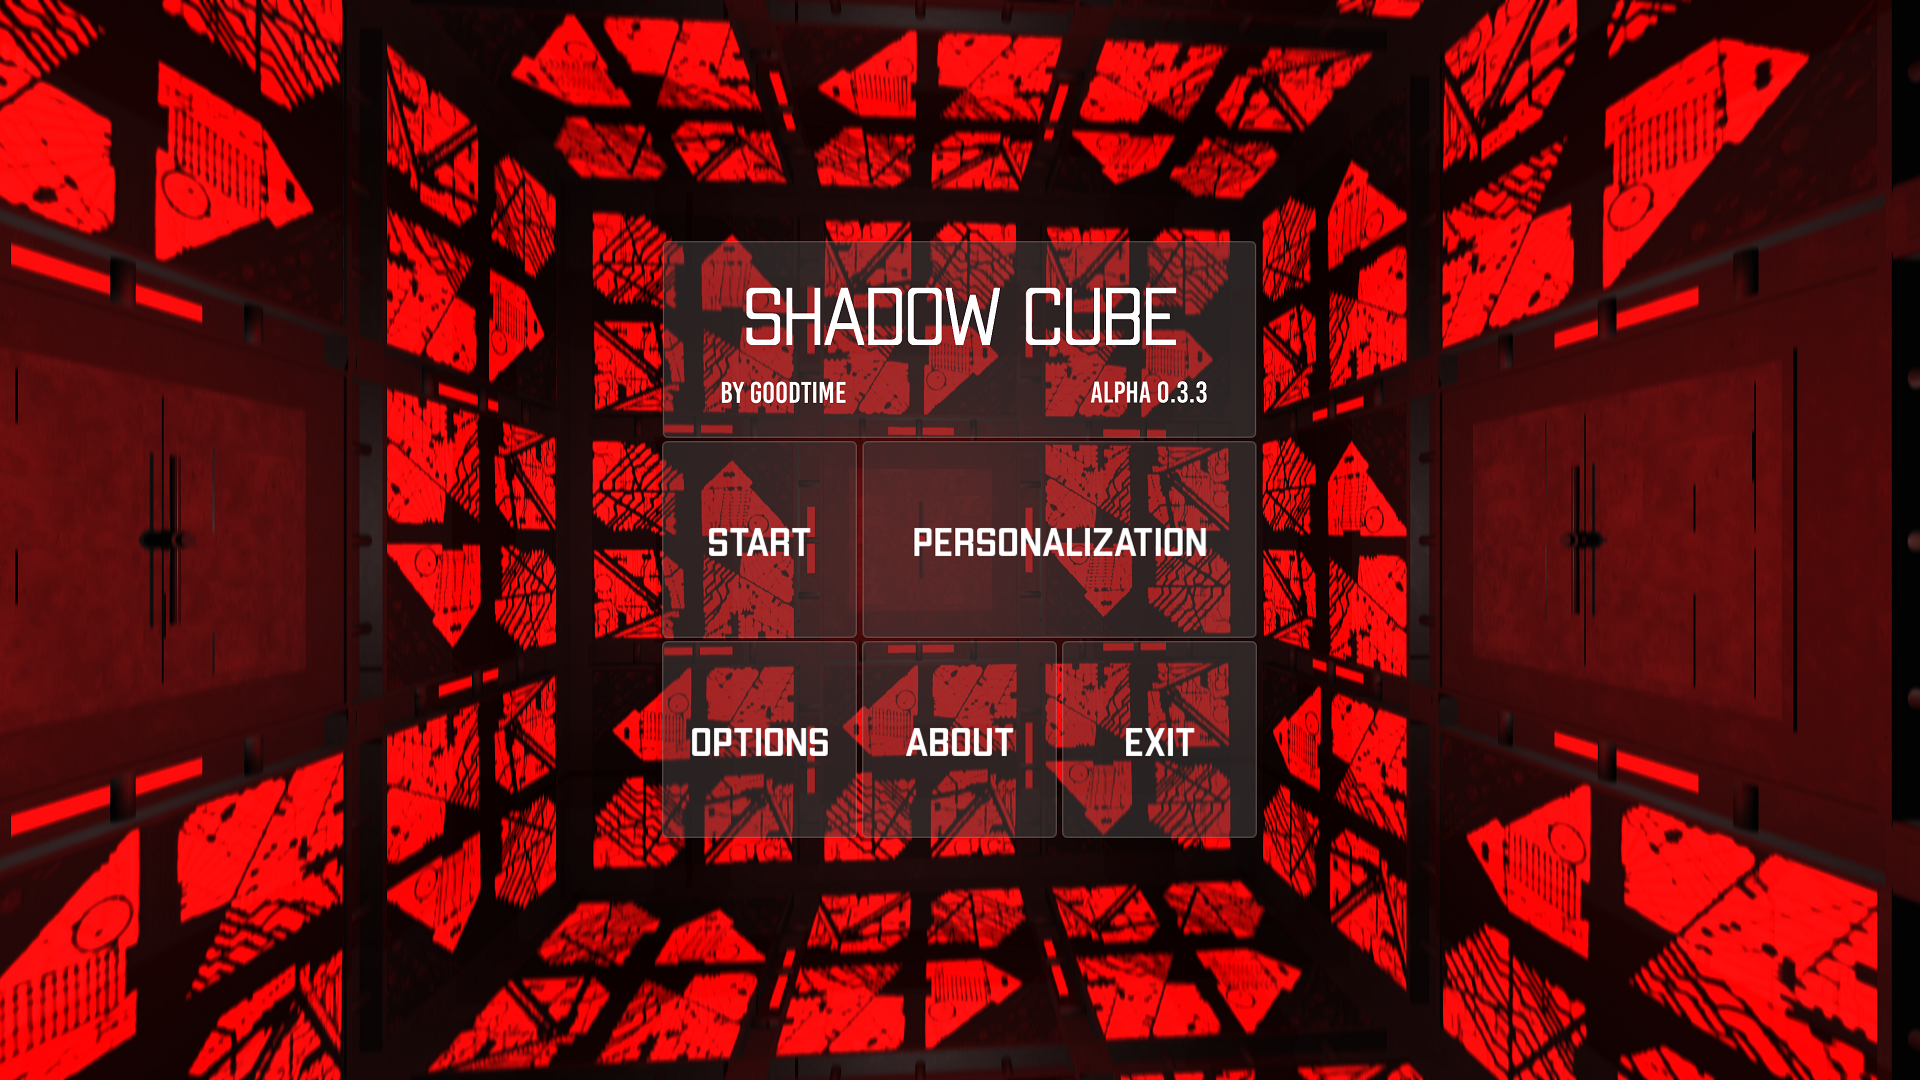 SHADOW CUBE
BY GOODTIME ALPHA 0.3.3
START PERSONALIZATION
OPTIONS ABOUT EXIT